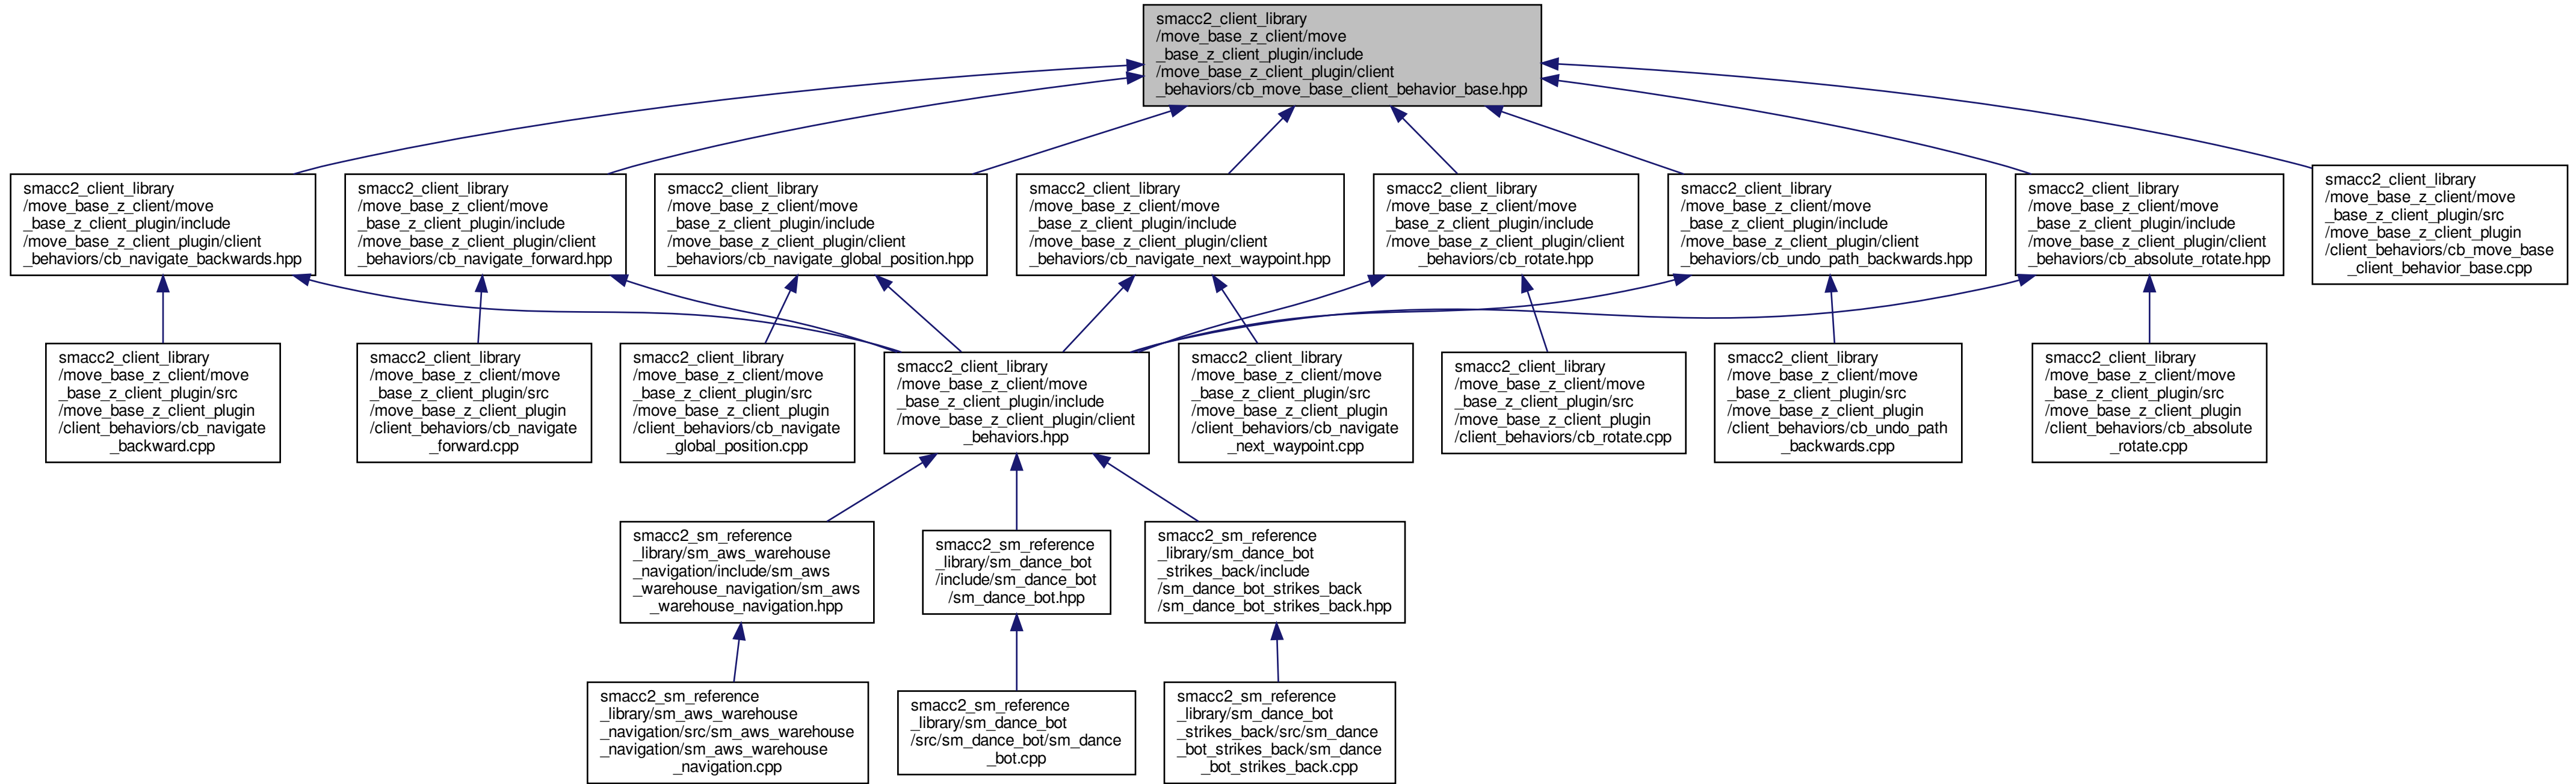 smacc2_client_library
/move_base_z_client/move
_base_z_client_plugin/include
/move_base_z_client_plugin/client
_behaviors/cb_move_base_client_behavior_base.hpp
smacc2_client_library
/move_base_z_client/move
_base_z_client_plugin/include
/move_base_z_client_plugin/client
_behaviors/cb_navigate_backwards.hpp
smacc2_client_library
/move_base_z_client/move
_base_z_client_plugin/include
/move_base_z_client_plugin/client
_behaviors/cb_navigate_forward.hpp
smacc2_client_library
/move_base_z_client/move
_base_z_client_plugin/include
/move_base_z_client_plugin/client
_behaviors/cb_navigate_global_position.hpp
smacc2_client_library
/move_base_z_client/move
_base_z_client_plugin/include
/move_base_z_client_plugin/client
_behaviors/cb_navigate_next_waypoint.hpp
smacc2_client_library
/move_base_z_client/move
_base_z_client_plugin/include
/move_base_z_client_plugin/client
_behaviors/cb_rotate.hpp
smacc2_client_library
/move_base_z_client/move
_base_z_client_plugin/include
/move_base_z_client_plugin/client
_behaviors/cb_undo_path_backwards.hpp
smacc2_client_library
/move_base_z_client/move
_base_z_client_plugin/include
/move_base_z_client_plugin/client
_behaviors/cb_absolute_rotate.hpp
smacc2_client_library
/move_base_z_client/move
_base_z_client_plugin/src
/move_base_z_client_plugin
/client_behaviors/cb_move_base
_client_behavior_base.cpp
smacc2_client_library
/move_base_z_client/move
_base_z_client_plugin/src
/move_base_z_client_plugin
/client_behaviors/cb_navigate
_backward.cpp
smacc2_client_library
/move_base_z_client/move
_base_z_client_plugin/src
/move_base_z_client_plugin
/client_behaviors/cb_navigate
_forward.cpp
smacc2_client_library
/move_base_z_client/move
_base_z_client_plugin/src
/move_base_z_client_plugin
/client_behaviors/cb_navigate
_global_position.cpp
smacc2_client_library
/move_base_z_client/move
_base_z_client_plugin/include
/move_base_z_client_plugin/client
_behaviors.hpp
smacc2_client_library
/move_base_z_client/move
_base_z_client_plugin/src
/move_base_z_client_plugin
/client_behaviors/cb_navigate
_next_waypoint.cpp
smacc2_client_library
/move_base_z_client/move
_base_z_client_plugin/src
/move_base_z_client_plugin
/client_behaviors/cb_rotate.cpp
smacc2_client_library
/move_base_z_client/move
_base_z_client_plugin/src
/move_base_z_client_plugin
/client_behaviors/cb_undo_path
_backwards.cpp
smacc2_client_library
/move_base_z_client/move
_base_z_client_plugin/src
/move_base_z_client_plugin
/client_behaviors/cb_absolute
_rotate.cpp
smacc2_sm_reference
_library/sm_aws_warehouse
_navigation/include/sm_aws
_warehouse_navigation/sm_aws
_warehouse_navigation.hpp
smacc2_sm_reference
_library/sm_dance_bot
/include/sm_dance_bot
/sm_dance_bot.hpp
smacc2_sm_reference
_library/sm_dance_bot
_strikes_back/include
/sm_dance_bot_strikes_back
/sm_dance_bot_strikes_back.hpp
smacc2_sm_reference
_library/sm_aws_warehouse
_navigation/src/sm_aws_warehouse
_navigation/sm_aws_warehouse
_navigation.cpp
smacc2_sm_reference
_library/sm_dance_bot
/src/sm_dance_bot/sm_dance
_bot.cpp
smacc2_sm_reference
_library/sm_dance_bot
_strikes_back/src/sm_dance
_bot_strikes_back/sm_dance
_bot_strikes_back.cpp